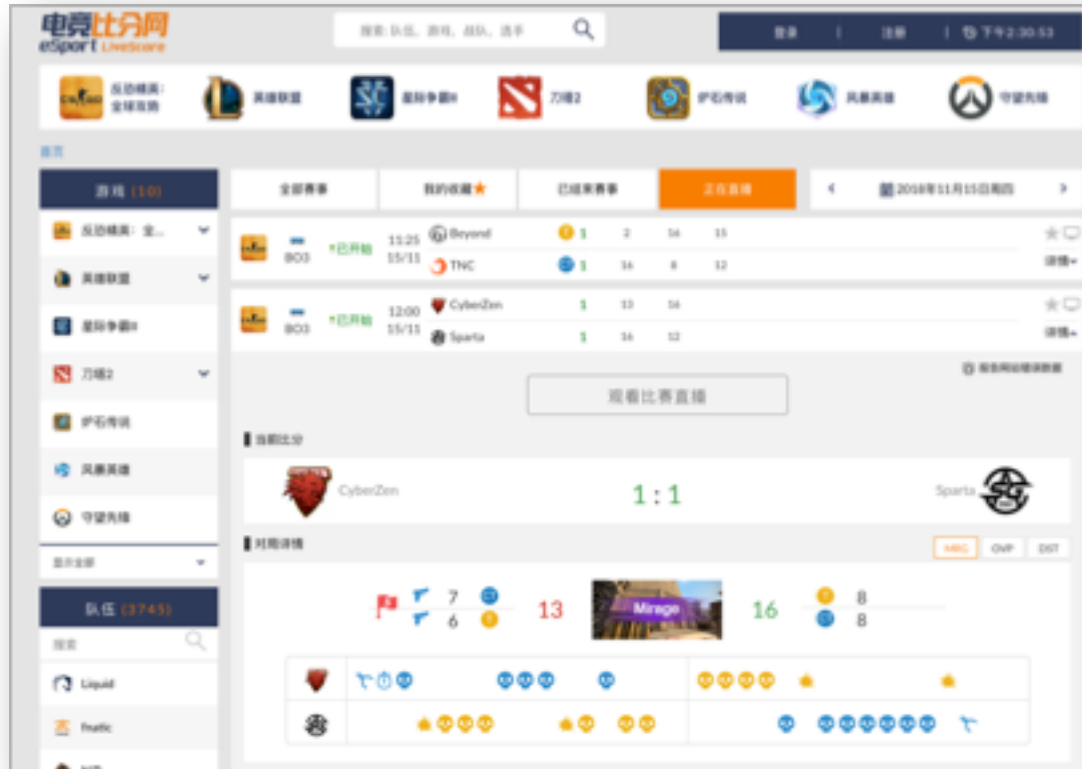 电竞比分网
eSport LiveScore
搜索: 队伍, 游戏, 战队, 选手
登录 | 注册 | 下午2:30:53
反恐精英:
全球攻势
英雄联盟
星际争霸II
刀塔2
炉石传说
风暴英雄
守望先锋
首页
游戏 (10)
全部赛事
我的收藏
已结束赛事
正在直播
2018年11月15日周四
反恐精英: 全...
英雄联盟
星际争霸II
刀塔2
炉石传说
风暴英雄
守望先锋
显示全部
队伍 (3745)
搜索
Liquid
fnatic
BO3 已开始 11:25 15/11
Beyond 1 2 16 15
TNC 1 16 8 12
详情
BO3 已开始 12:00 15/11
CyberZen 1 13 16
Sparta 1 16 12
详情
报告网站错误数据
观看比赛直播
当前比分
CyberZen 1 : 1 Sparta
对局详情
MRG OVP DST
7 13 Mirage 16 8
6 8